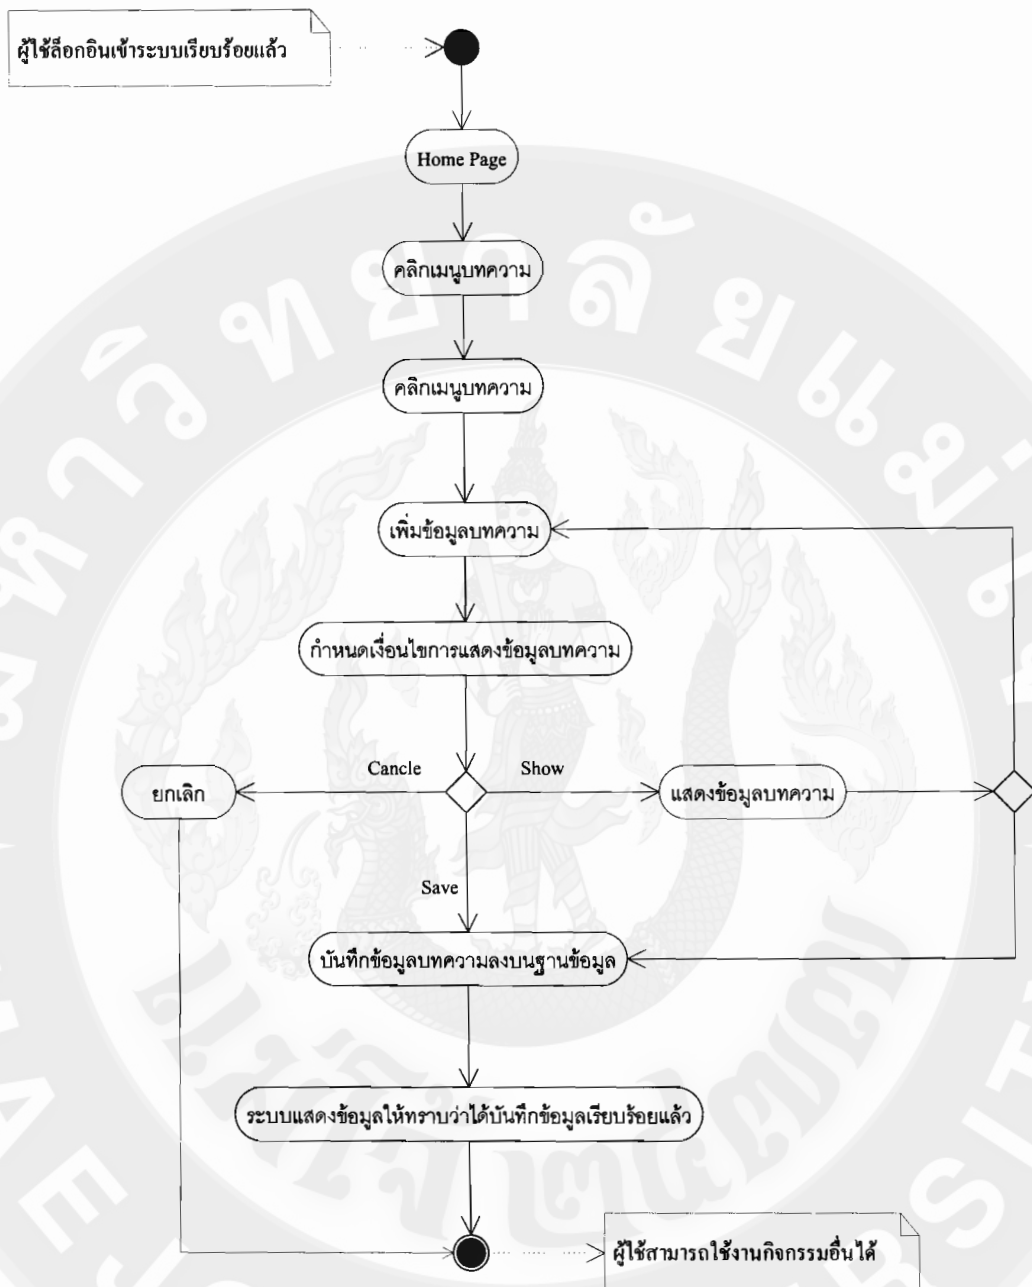 ผู้ใช้ล็อกอินเข้าระบบเรียบร้อยแล้ว
Home Page
คลิกเมนูบทความ
คลิกเมนูบทความ
เพิ่มข้อมูลบทความ
กำหนดเงื่อนไขการแสดงข้อมูลบทความ
Cancle
Show
ยกเลิก
แสดงข้อมูลบทความ
Save
บันทึกข้อมูลบทความลงบนฐานข้อมูล
ระบบแสดงข้อมูลให้ทราบว่าได้บันทึกข้อมูลเรียบร้อยแล้ว
ผู้ใช้สามารถใช้งานกิจกรรมอื่นได้